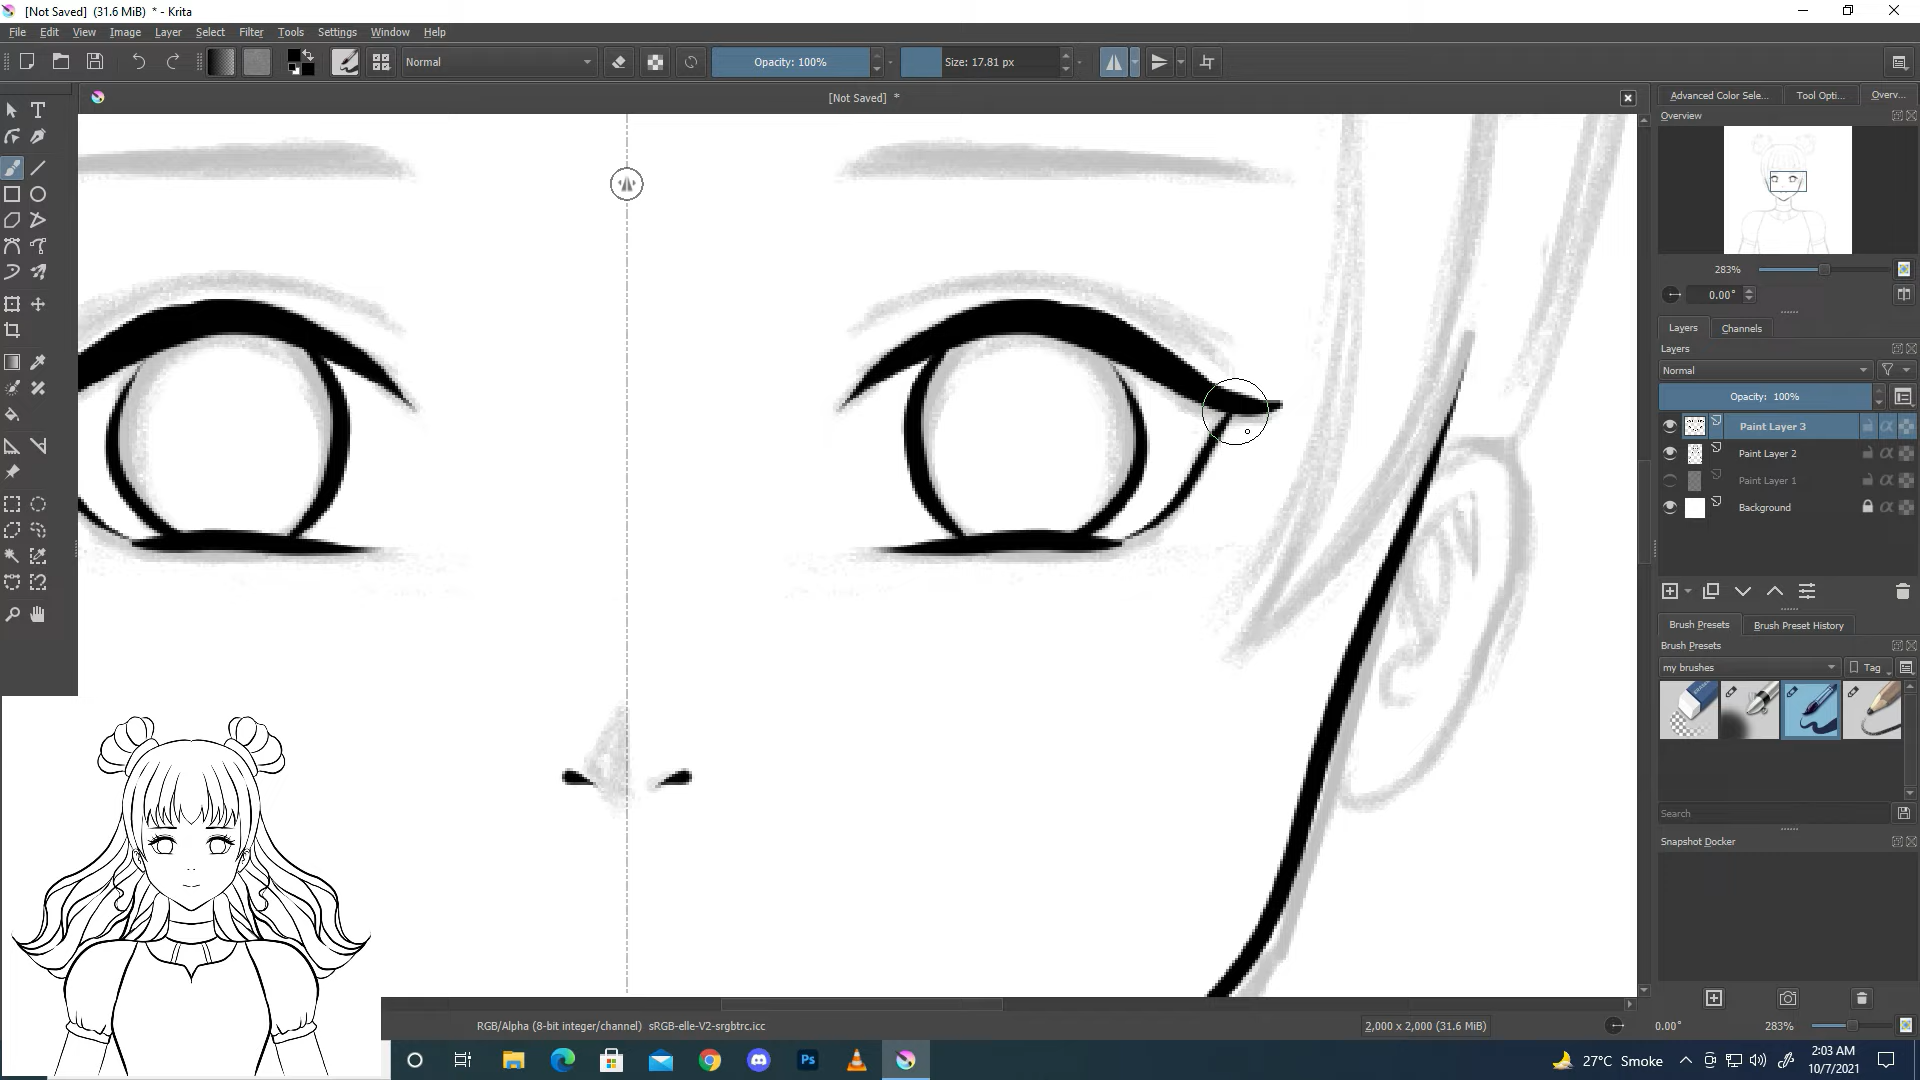 [Not Saved] (31.6 MiB) * - Krita
File Edit View Image Layer Select Filter Tools Settings Window Help
Normal Opacity: 100% Size: 17.81 px
[Not Saved] *
Advanced Color Sele... Tool Opti... Overv...
Overview
283%
0.00°
Layers Channels
Layers
Normal
Opacity: 100%
Paint Layer 3
Paint Layer 2
Paint Layer 1
Background
Brush Presets Brush Preset History
Brush Presets
my brushes Tag
Search
Snapshot Docker
RGB/Alpha (8-bit integer/channel) sRGB-elle-V2-srgbtrc.icc 2,000 x 2,000 (31.6 MiB) 0.00° 283%
Ps 27°C Smoke 2:03 AM
10/7/2021